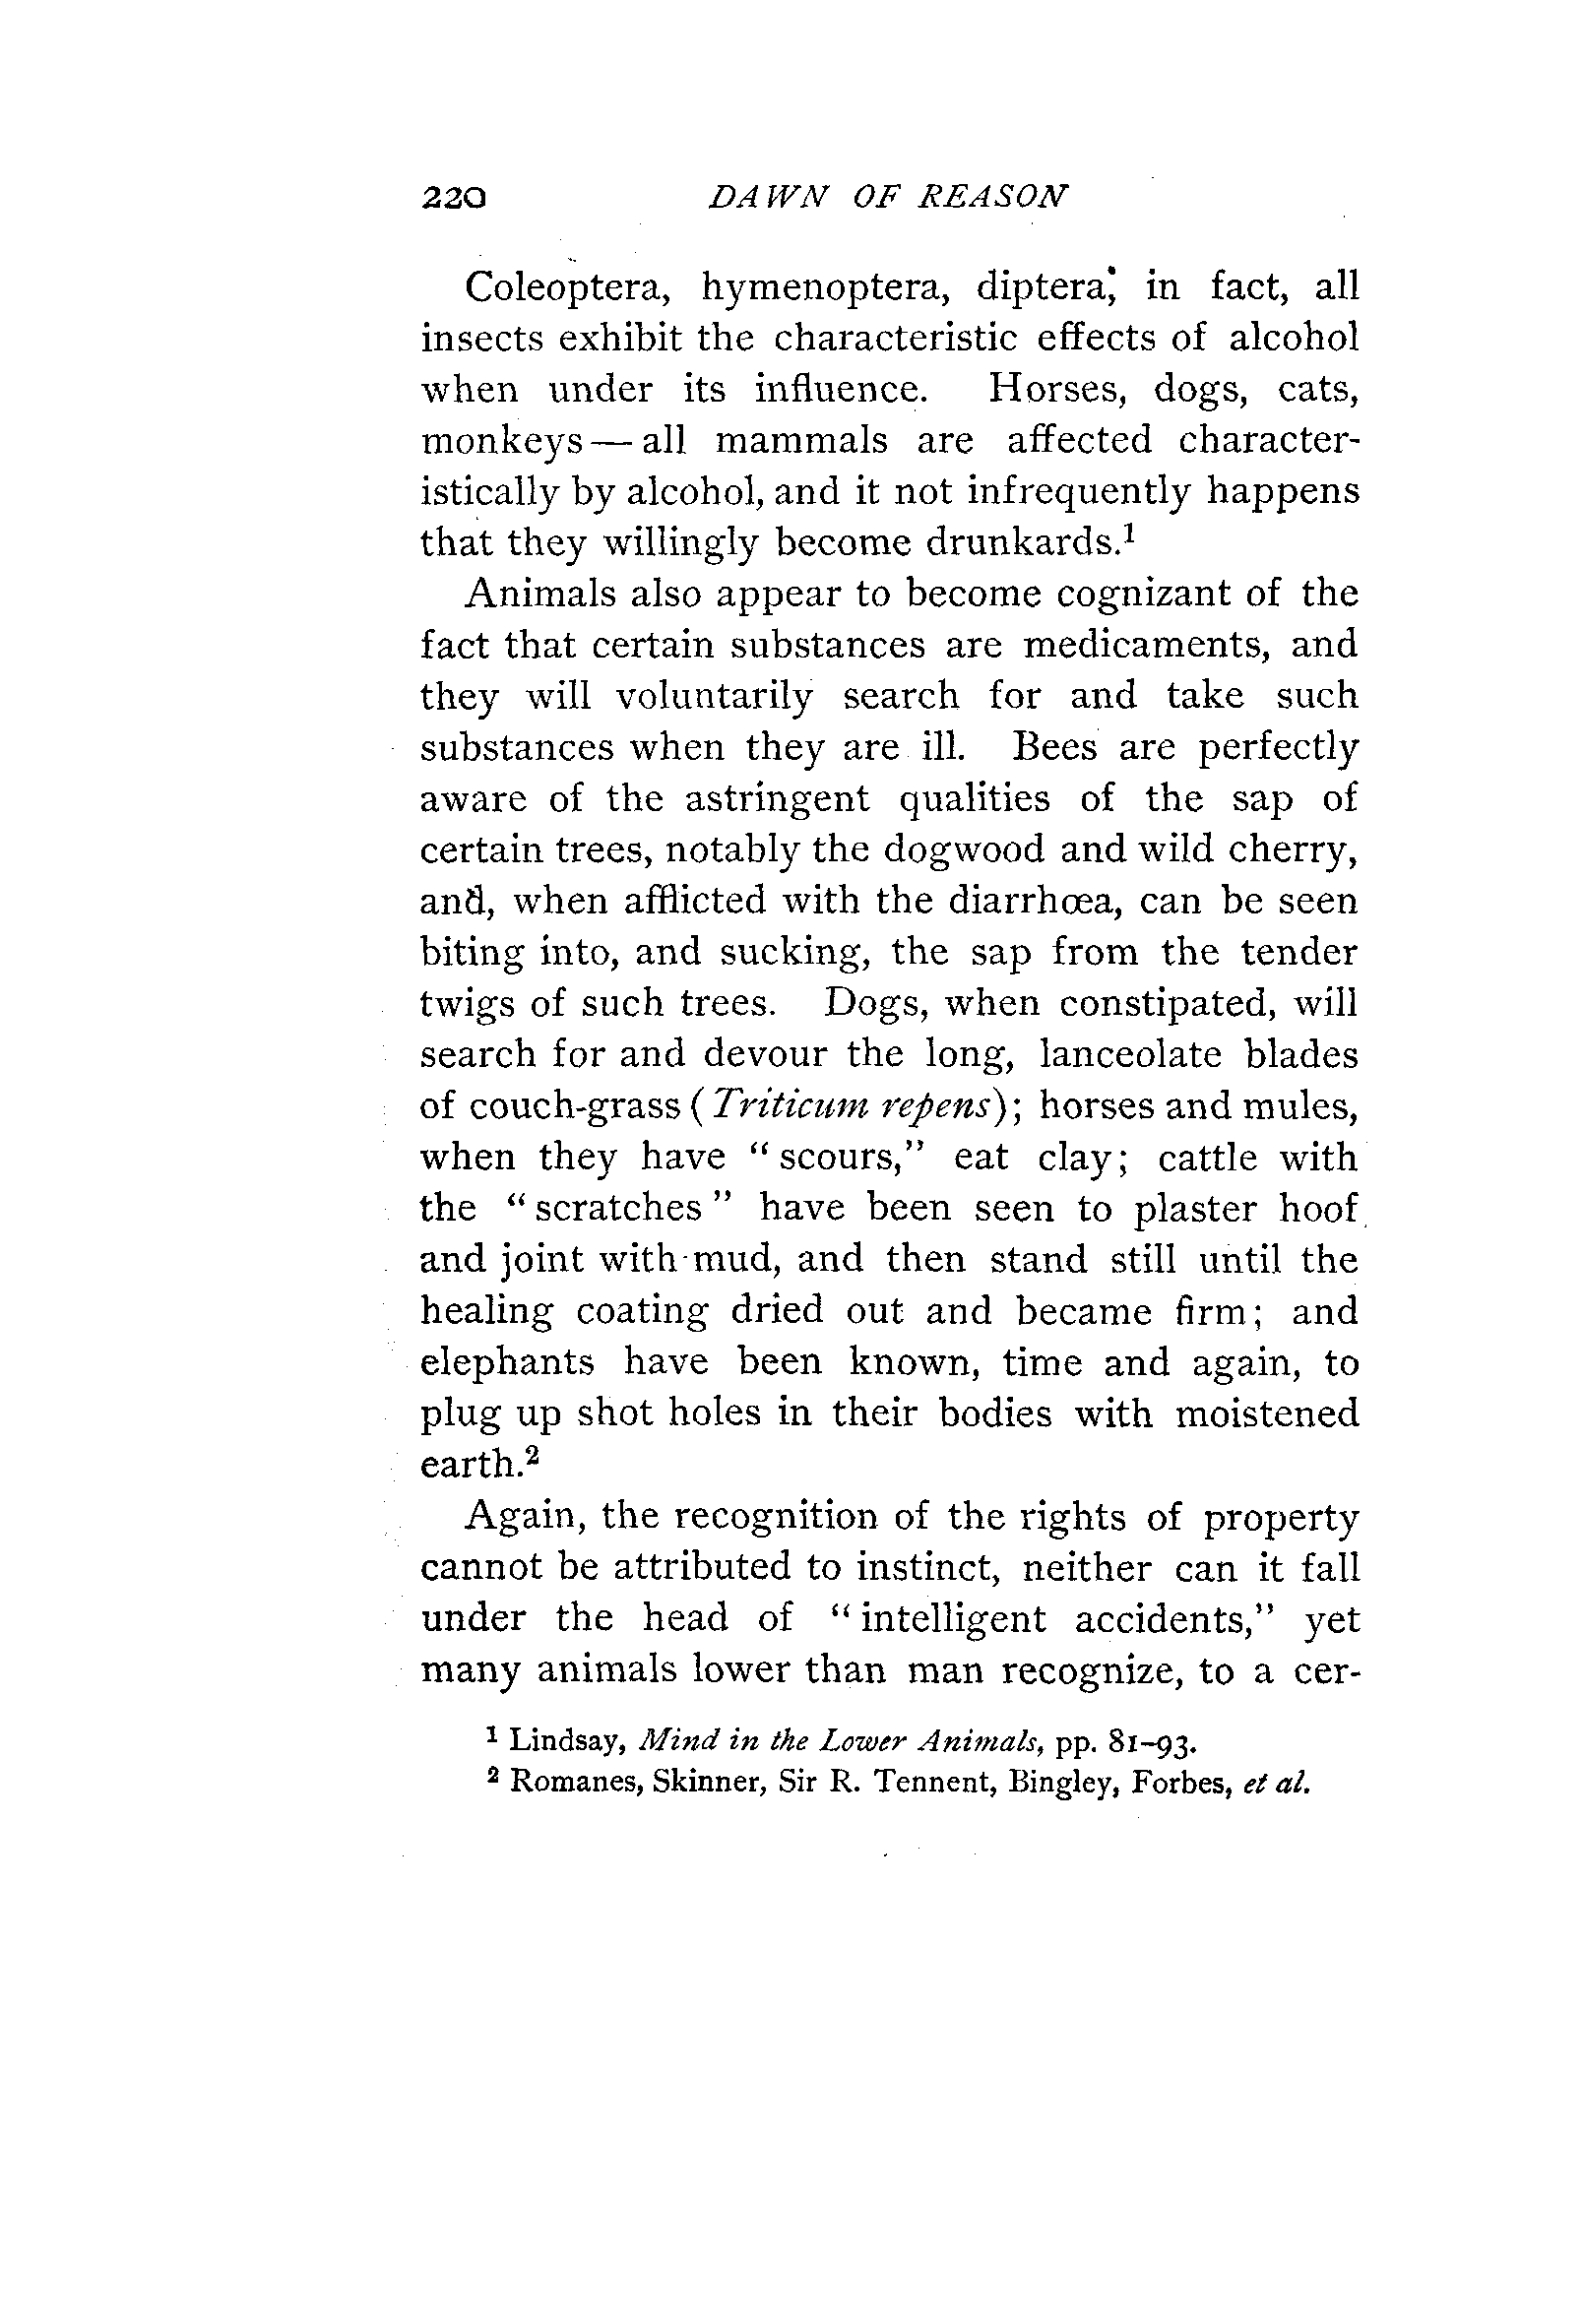 220 DAWN OF REASON
Coleoptera, hymenoptera, diptera, in fact, all
insects exhibit the characteristic effects of alcohol
when under its influence. Horses, dogs, cats,
monkeys — all mammals are affected character-
istically by alcohol, and it not infrequently happens
that they willingly become drunkards.¹
Animals also appear to become cognizant of the
fact that certain substances are medicaments, and
they will voluntarily search for and take such
substances when they are ill. Bees are perfectly
aware of the astringent qualities of the sap of
certain trees, notably the dogwood and wild cherry,
and, when afflicted with the diarrhœa, can be seen
biting into, and sucking, the sap from the tender
twigs of such trees. Dogs, when constipated, will
search for and devour the long, lanceolate blades
of couch-grass (Triticum repens); horses and mules,
when they have "scours," eat clay; cattle with
the "scratches" have been seen to plaster hoof
and joint with mud, and then stand still until the
healing coating dried out and became firm; and
elephants have been known, time and again, to
plug up shot holes in their bodies with moistened
earth.²
Again, the recognition of the rights of property
cannot be attributed to instinct, neither can it fall
under the head of "intelligent accidents," yet
many animals lower than man recognize, to a cer-
¹ Lindsay, Mind in the Lower Animals, pp. 81–93.
² Romanes, Skinner, Sir R. Tennent, Bingley, Forbes, et al.